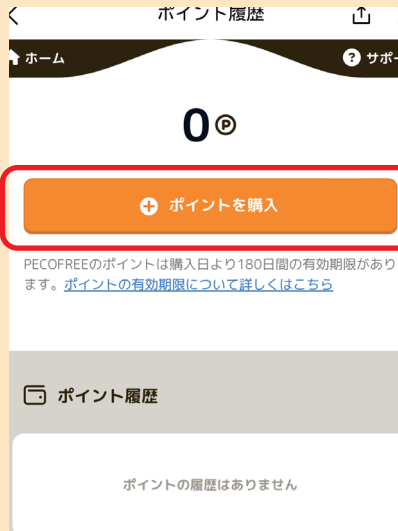 ポイント履歴
ホーム
? サポー
0 P
ポイントを購入
PECOFREEのポイントは購入日より180日間の有効期限があり
ます。ポイントの有効期限について詳しくはこちら
ポイント履歴
ポイントの履歴はありません